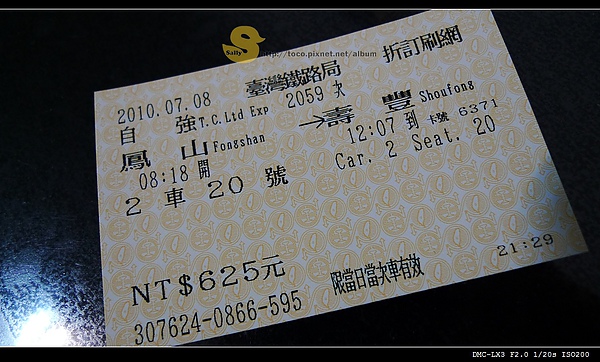 Sally
http://toco.pixnet.net/album
臺灣鐵路局 折訂刷網
2010.07.08 2059 次
自強 T.C.Ltd Exp
鳳山 Fongshan → 壽豐 Shoufong
08:18 開 12:07 到 卡號 6371
2 車 20 號 Car. 2 Seat. 20
NT$625元 限當日當次車有效 21:29
307624-0866-595
DMC-LX3 F2.0 1/20s ISO200